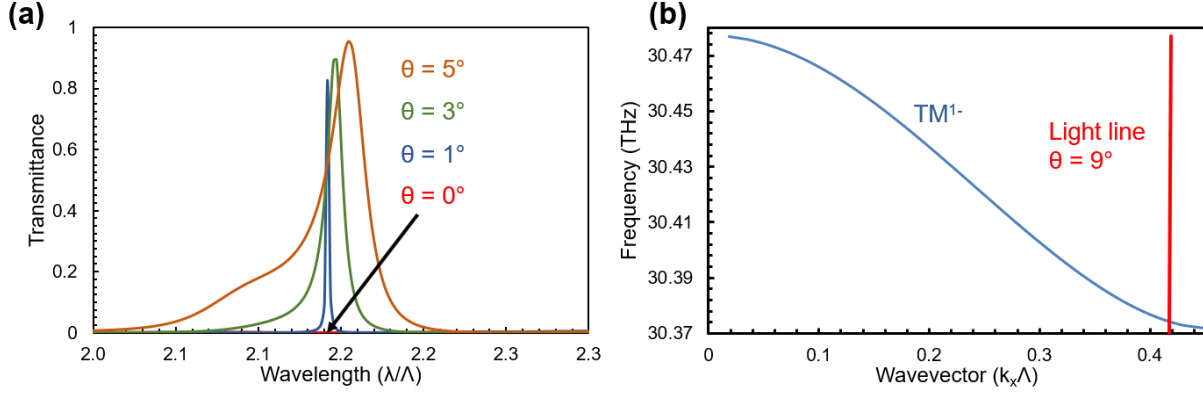 (a)
1
0.8
0.6
0.4
0.2
0
Transmittance
θ = 5°
θ = 3°
θ = 1°
θ = 0°
2.0
2.1
2.1
2.2
2.2
2.3
2.3
Wavelength (λ/Λ)
(b)
30.47
30.45
30.43
30.41
30.39
30.37
Frequency (THz)
TM¹⁻
Light line
θ = 9°
0
0.1
0.2
0.3
0.4
Wavevector (kₓΛ)